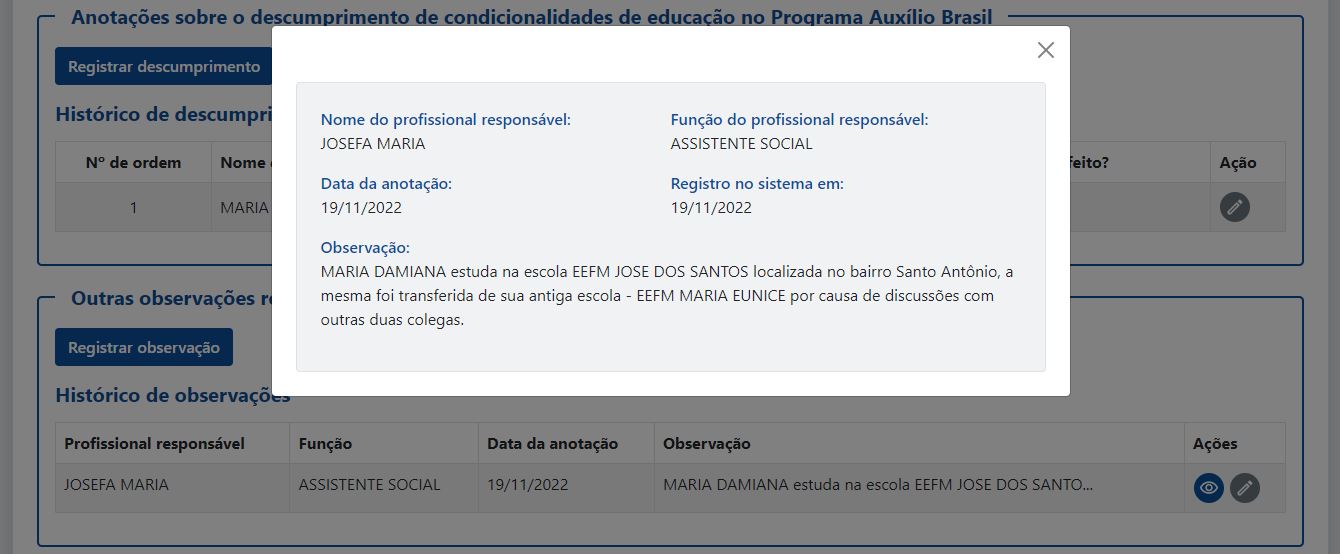 Anotações sobre o descumprimento de condicionalidades de educação no Programa Auxílio Brasil
Registrar descumprimento
Histórico de
Nº de ordem Nome feito? Ação
1 MARIA
Nome do profissional responsável: Função do profissional responsável:
JOSEFA MARIA ASSISTENTE SOCIAL
Data da anotação: Registro no sistema em:
19/11/2022 19/11/2022
Observação:
MARIA DAMIANA estuda na escola EEFM JOSE DOS SANTOS localizada no bairro Santo Antônio, a
mesma foi transferida de sua antiga escola - EEFM MARIA EUNICE por causa de discussões com
outras duas colegas.
Outras observações
Registrar observação
Histórico de observações
Profissional responsável Função Data da anotação Observação Ações
JOSEFA MARIA ASSISTENTE SOCIAL 19/11/2022 MARIA DAMIANA estuda na escola EEFM JOSE DOS SANTO...